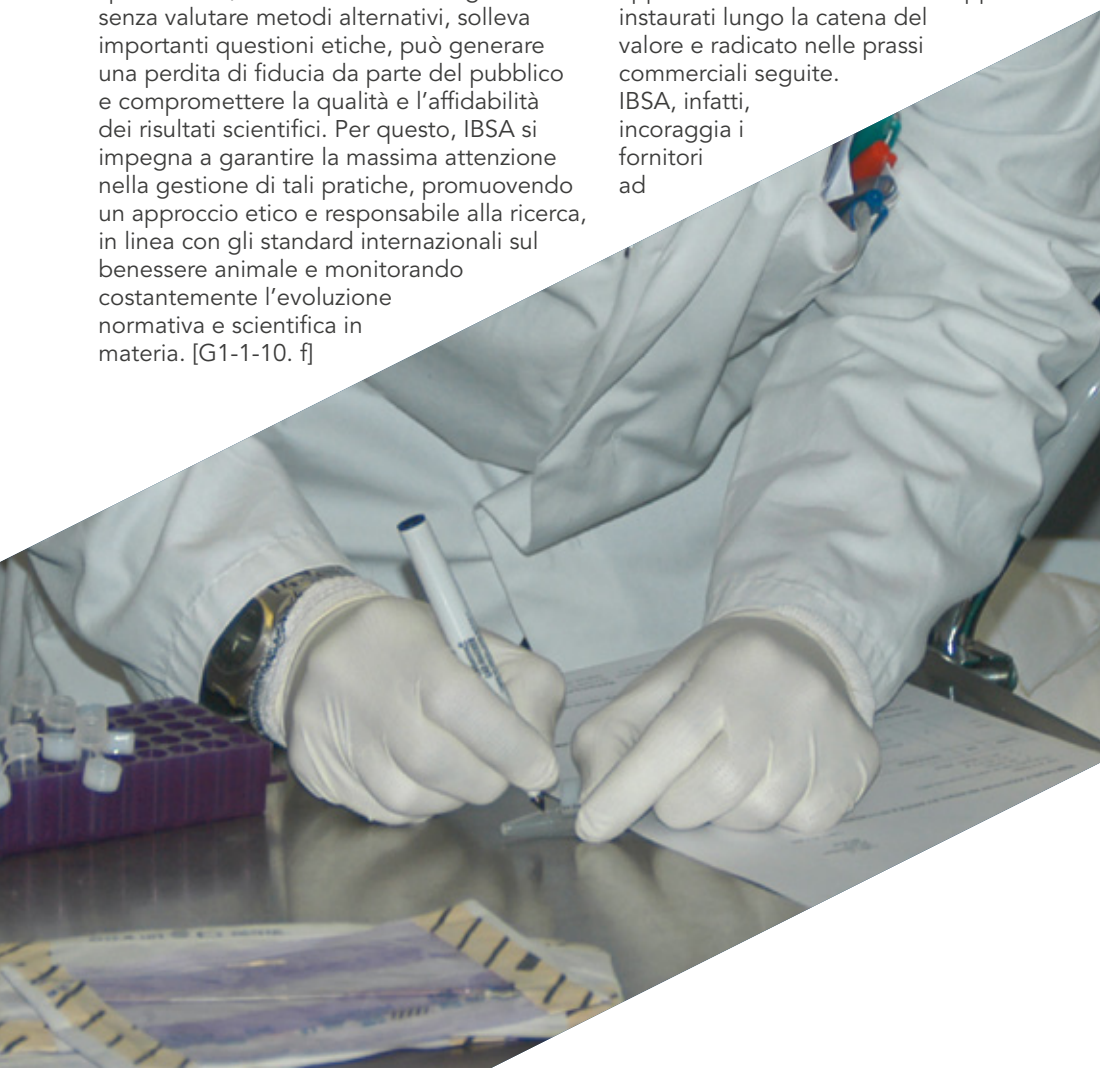 senza valutare metodi alternativi, solleva
importanti questioni etiche, può generare
una perdita di fiducia da parte del pubblico
e compromettere la qualità e l’affidabilità
dei risultati scientifici. Per questo, IBSA si
impegna a garantire la massima attenzione
nella gestione di tali pratiche, promuovendo
un approccio etico e responsabile alla ricerca,
in linea con gli standard internazionali sul
benessere animale e monitorando
costantemente l’evoluzione
normativa e scientifica in
materia. [G1-1-10. f]
instaurati lungo la catena del
valore e radicato nelle prassi
commerciali seguite.
IBSA, infatti,
incoraggia i
fornitori
ad